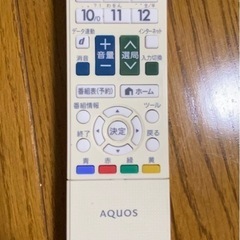 10/0 11 12
データ連動 インターネット
d + 音量 − ∧ 選局 ∨
消音 入力切換
番組表(予約) ホーム
番組情報 ツール
決定
終了 戻る
青 赤 緑 黄
AQUOS